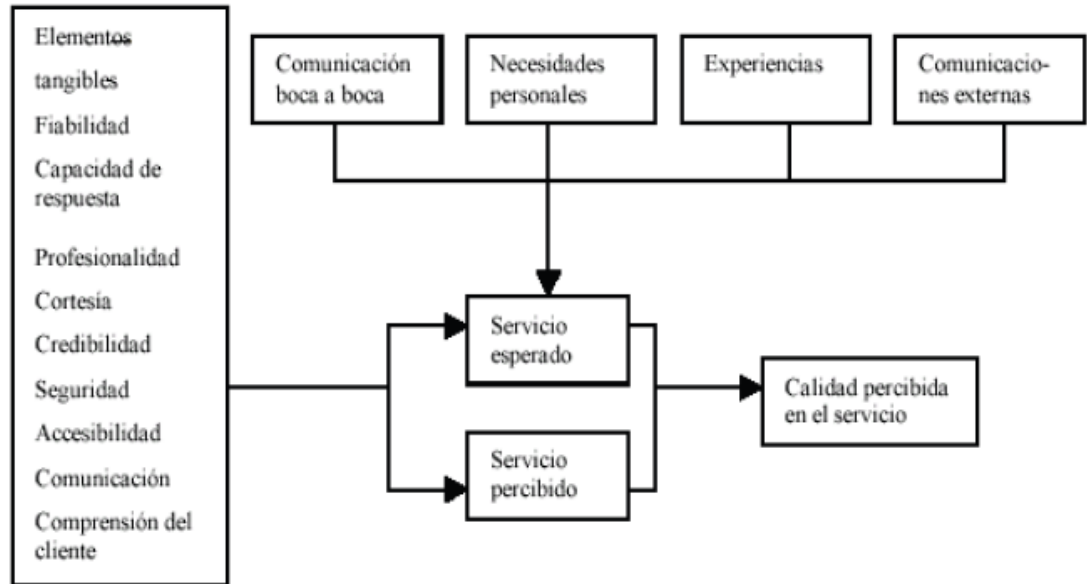 Elementos
tangibles
Fiabilidad
Capacidad de
respuesta
Profesionalidad
Cortesía
Credibilidad
Seguridad
Accesibilidad
Comunicación
Comprensión del
cliente
Comunicación
boca a boca
Necesidades
personales
Experiencias
Comunicacio-
nes externas
Servicio
esperado
Servicio
percibido
Calidad percibida
en el servicio